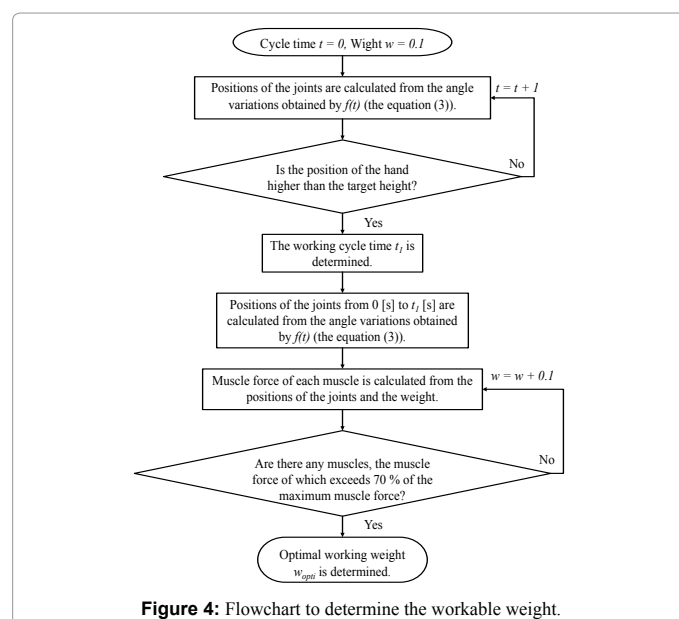 Cycle time t = 0, Wight w = 0.1
Positions of the joints are calculated from the angle
variations obtained by f(t) (the equation (3)).
t = t + 1
Is the position of the hand
higher than the target height?
No
Yes
The working cycle time t1 is
determined.
Positions of the joints from 0 [s] to t1 [s] are
calculated from the angle variations obtained
by f(t) (the equation (3)).
Muscle force of each muscle is calculated from the
positions of the joints and the weight.
w = w + 0.1
Are there any muscles, the muscle
force of which exceeds 70 % of the
maximum muscle force?
No
Yes
Optimal working weight
wopti is determined.
Figure 4: Flowchart to determine the workable weight.